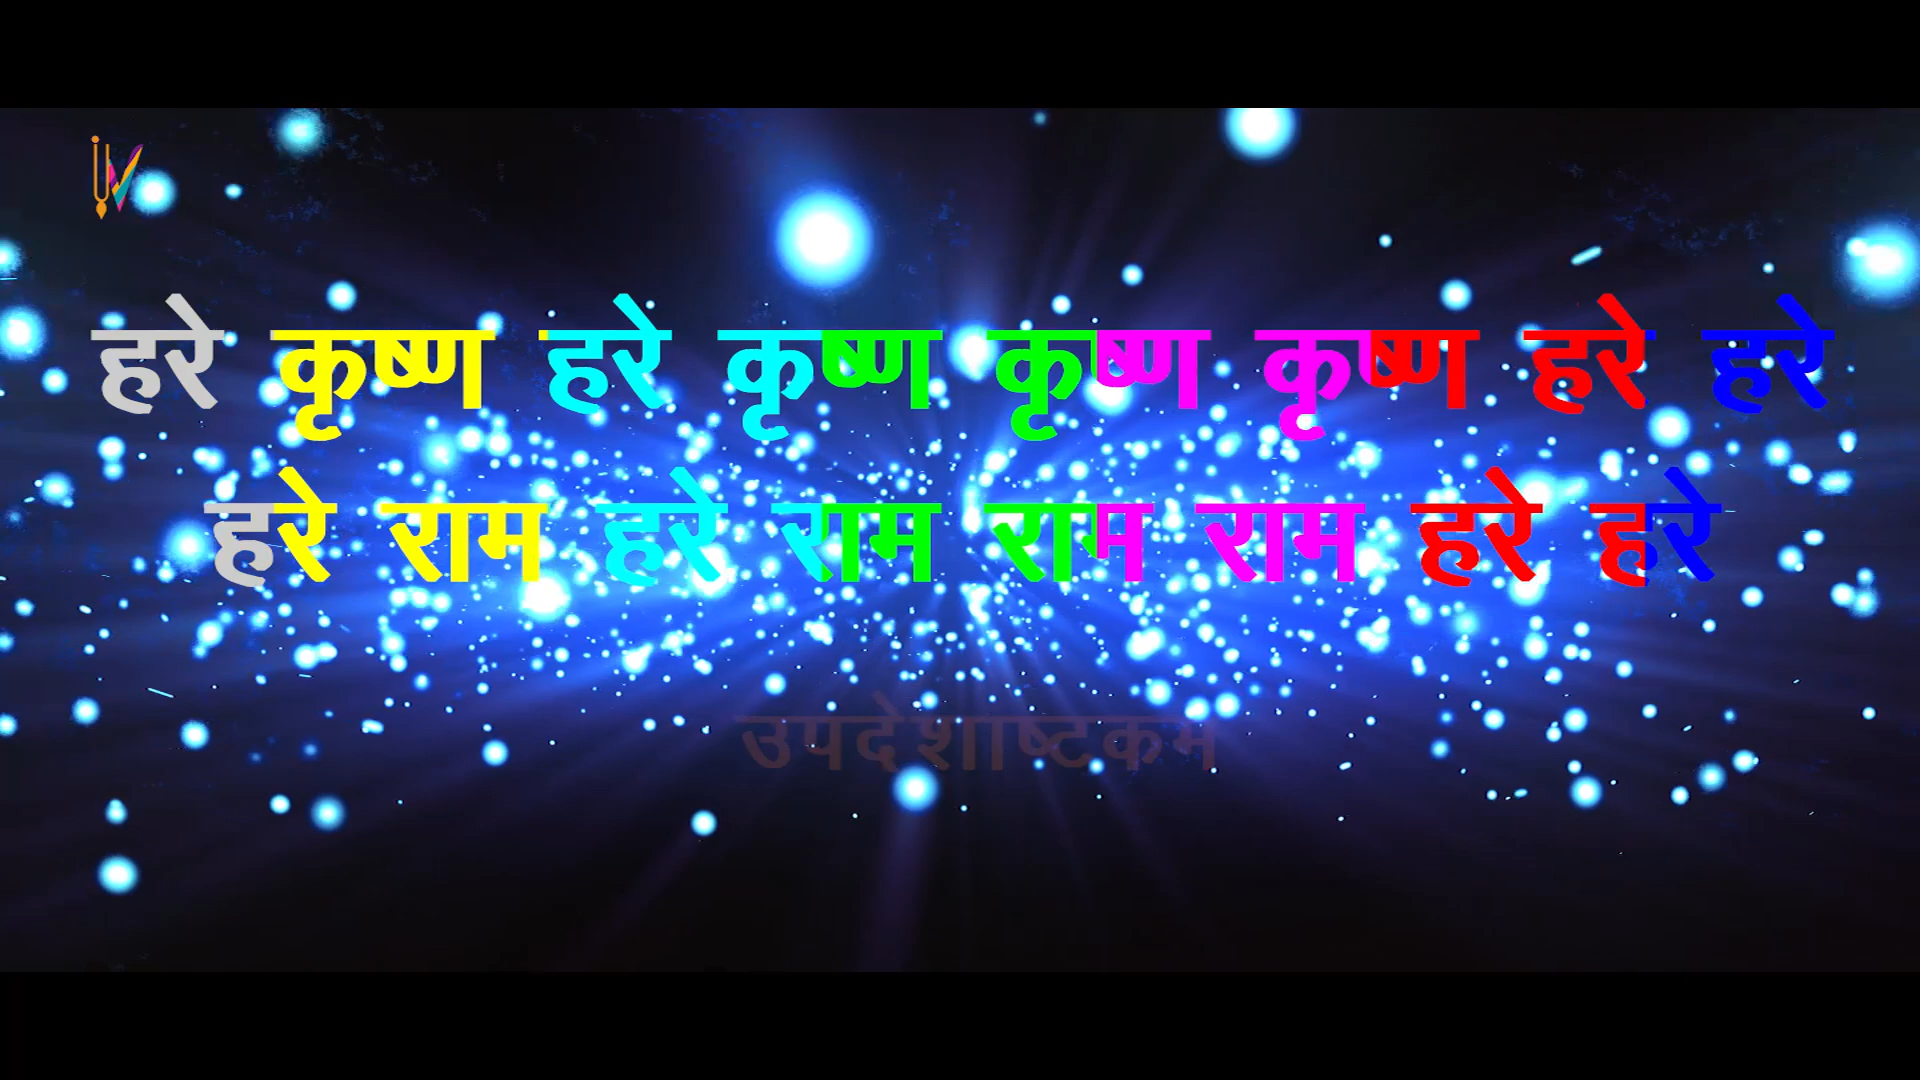 हरे कृष्ण हरे कृष्ण कृष्ण कृष्ण हरे हरे
हरे राम हरे राम राम राम हरे हरे
उपदेशाष्टकम